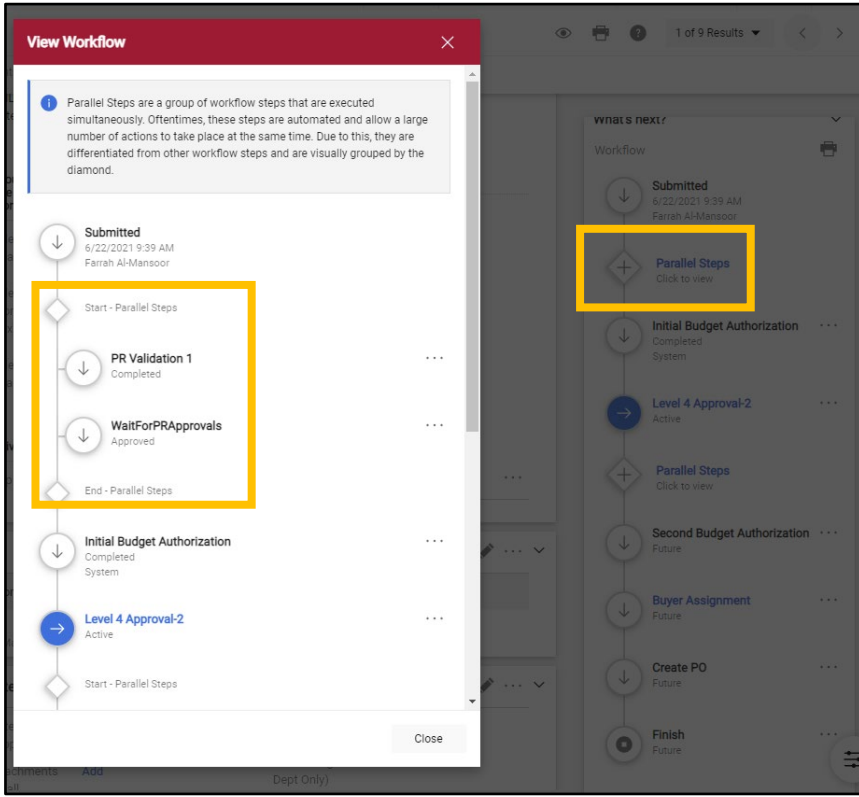 View Workflow
1 of 9 Results
Parallel Steps are a group of workflow steps that are executed
simultaneously. Oftentimes, these steps are automated and allow a large
number of actions to take place at the same time. Due to this, they are
differentiated from other workflow steps and are visually grouped by the
diamond.
Submitted
6/22/2021 9:39 AM
Farrah Al-Mansoor
Start - Parallel Steps
PR Validation 1
Completed
WaitForPRApprovals
Approved
End - Parallel Steps
Initial Budget Authorization
Completed
System
Level 4 Approval-2
Active
Start - Parallel Steps
Close
What's next?
Workflow
Submitted
6/22/2021 9:39 AM
Farrah Al-Mansoor
Parallel Steps
Click to view
Initial Budget Authorization
Completed
System
Level 4 Approval-2
Active
Parallel Steps
Click to view
Second Budget Authorization
Future
Buyer Assignment
Future
Create PO
Future
Finish
Future
Add
Dept Only)